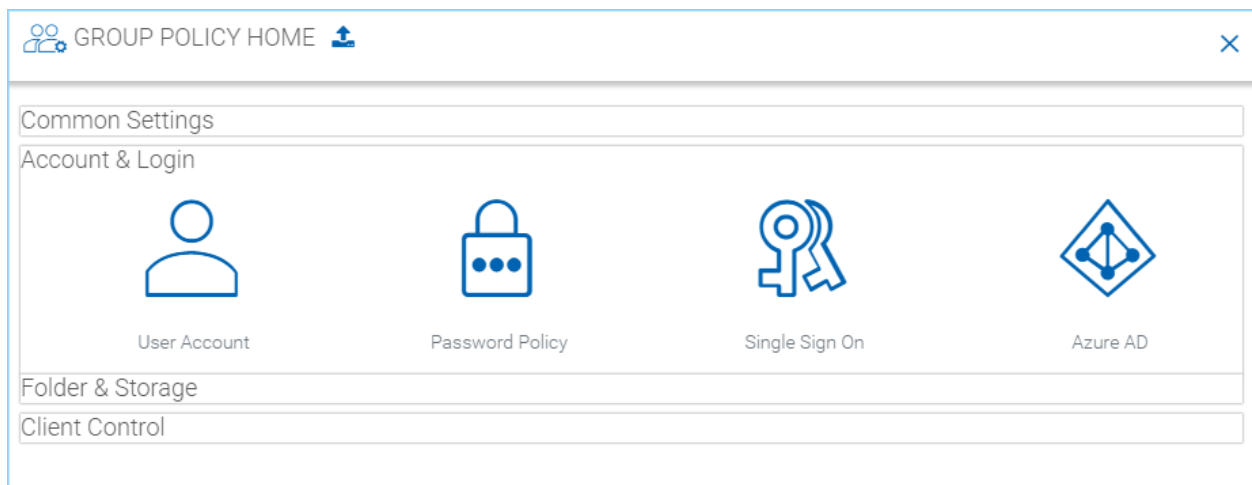 GROUP POLICY HOME
Common Settings
Account & Login
User Account Password Policy Single Sign On Azure AD
Folder & Storage
Client Control